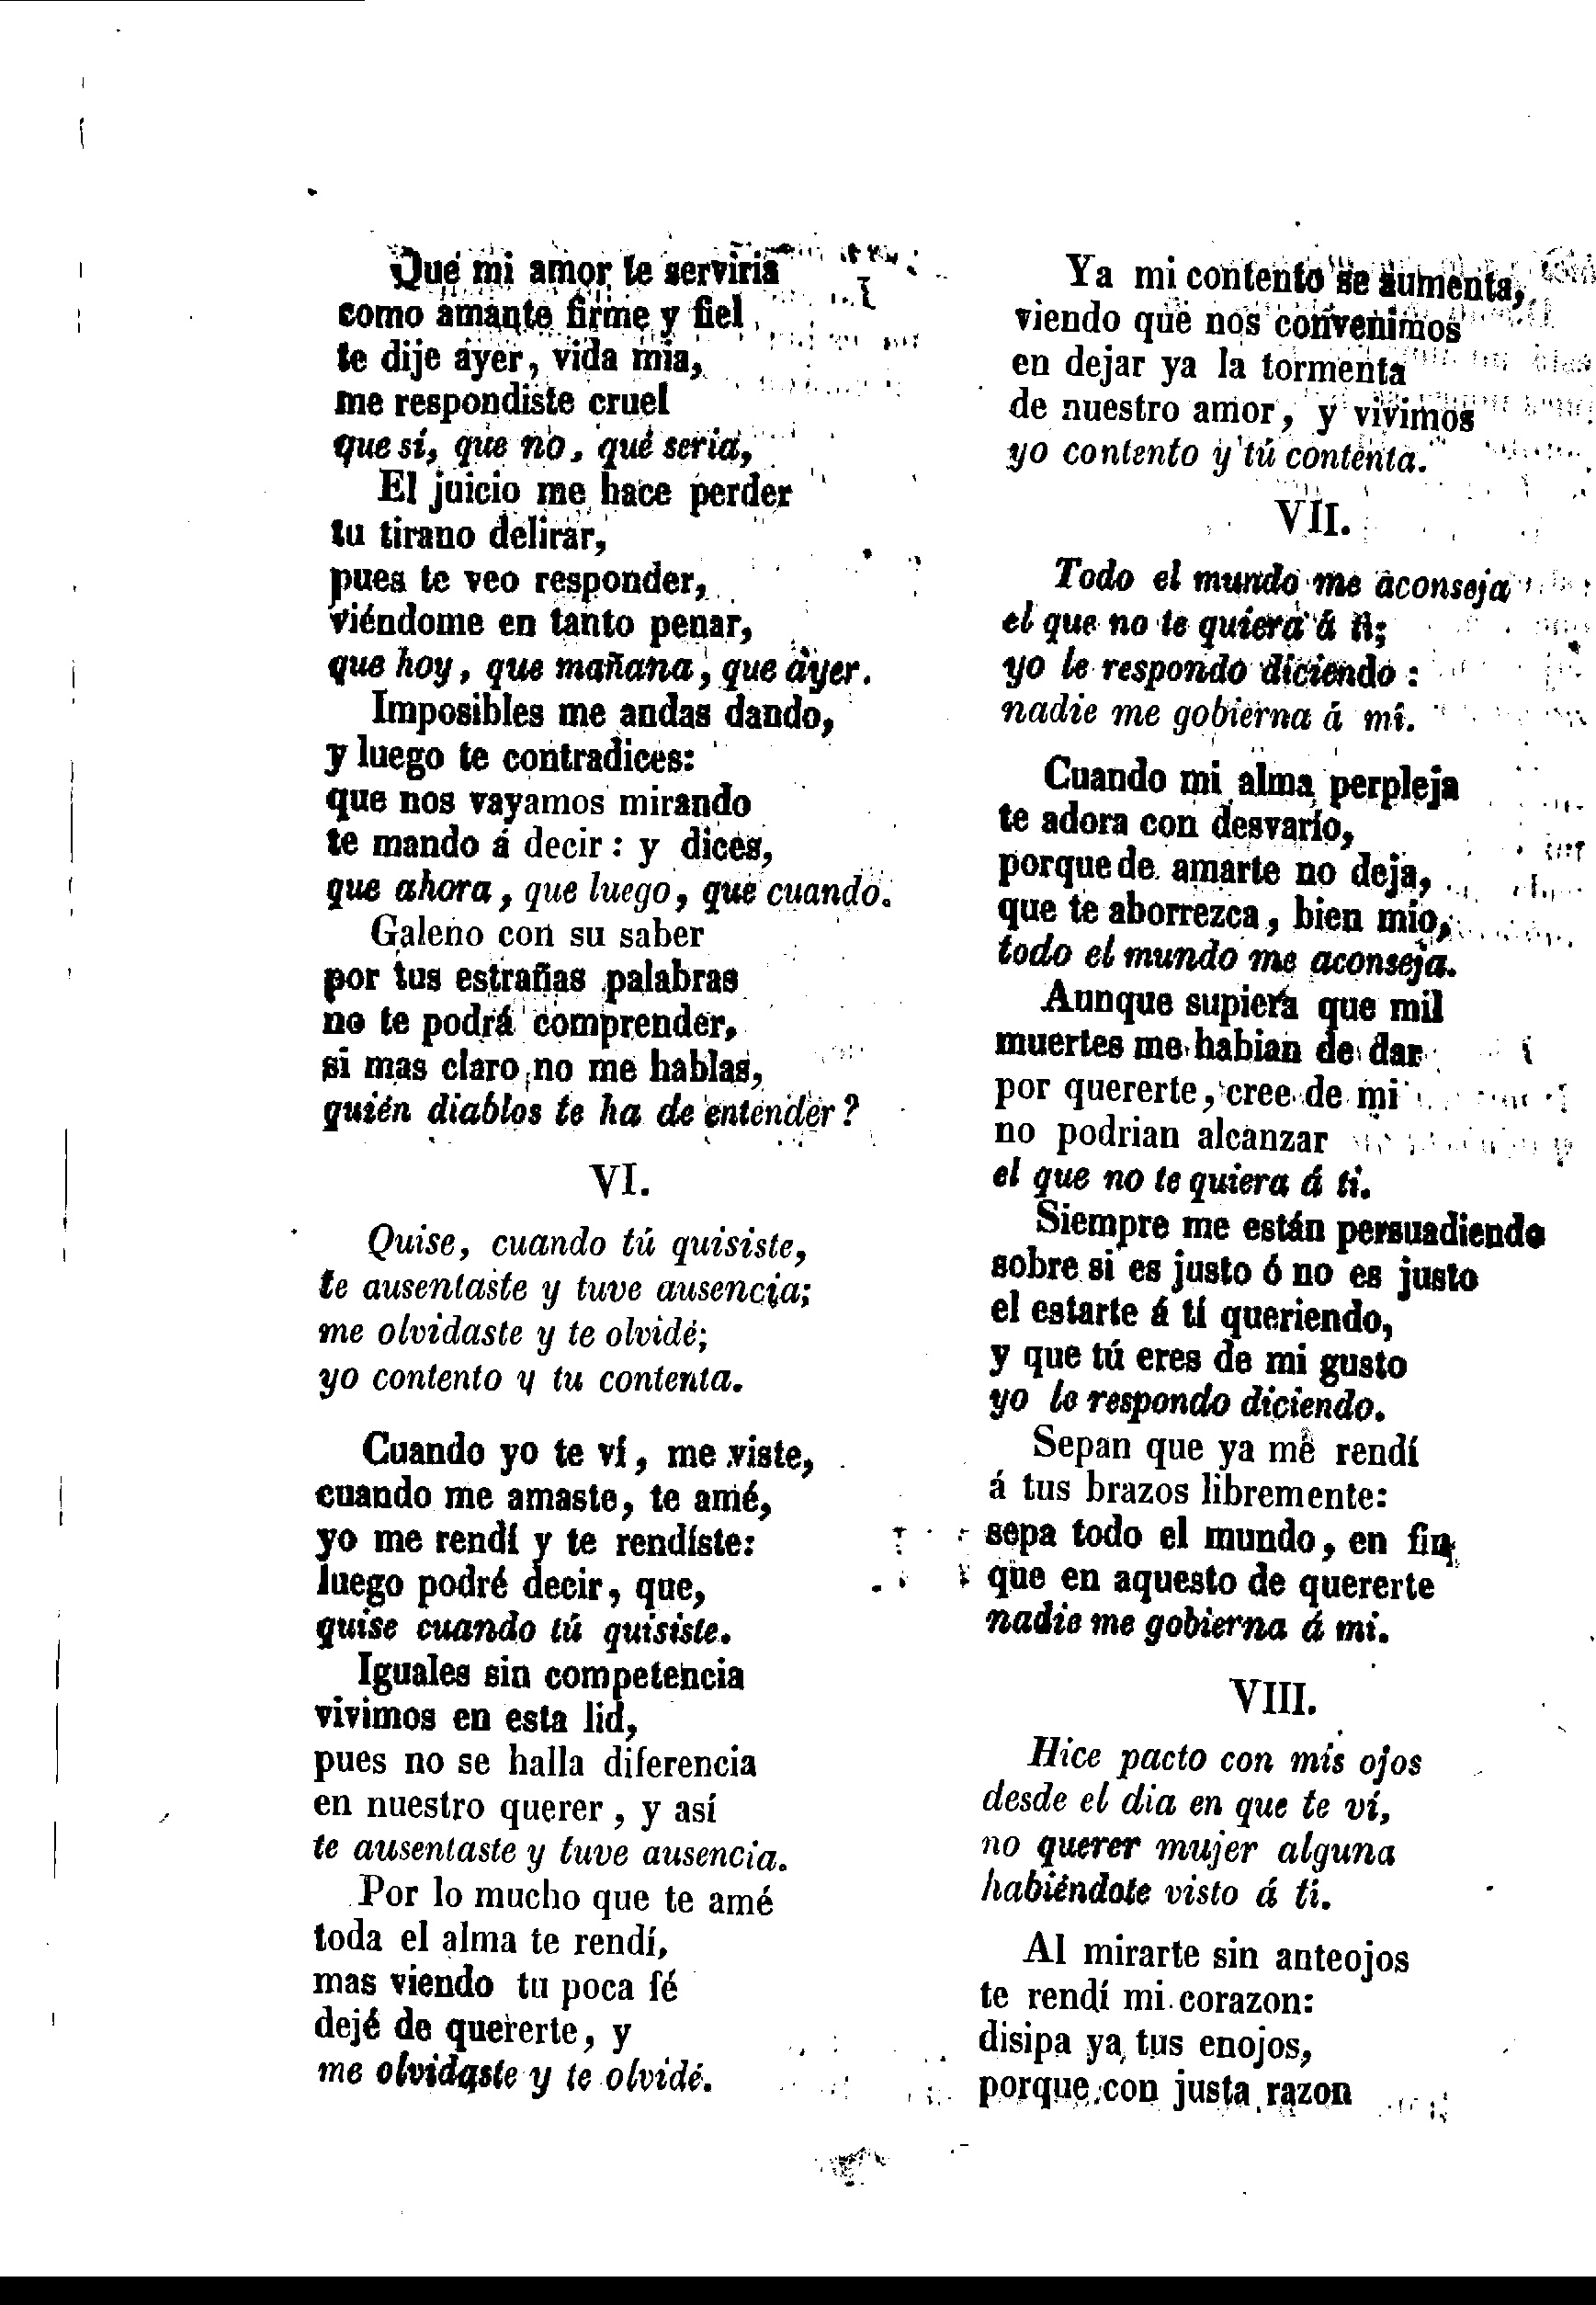 Que mi amor te serviria
como amante firme y fiel
te dije ayer, vida mia,
me respondiste cruel
que sí, que no, qué seria,
El juicio me hace perder
tu tirano delirar,
pues te veo responder,
viéndome en tanto penar,
que hoy, que mañana, que ayer.
Imposibles me andas dando,
y luego te contradices:
que nos vayamos mirando
te mando á decir: y dices,
que ahora, que luego, que cuando.
Galeno con su saber
por tus estrañas palabras
no te podrá comprender,
si mas claro no me hablas,
quién diablos te ha de entender?
VI.
Quise, cuando tú quisiste,
te ausentaste y tuve ausencia;
me olvidaste y te olvidé;
yo contento y tu contenta.
Cuando yo te ví, me viste,
cuando me amaste, te amé,
yo me rendí y te rendíste:
luego podré decir, que,
quise cuando tú quisiste.
Iguales sin competencia
vivimos en esta lid,
pues no se halla diferencia
en nuestro querer, y así
te ausentaste y tuve ausencia.
Por lo mucho que te amé
toda el alma te rendí,
mas viendo tu poca fé
dejé de quererte, y
me olvidaste y te olvidé.
Ya mi contento se aumenta,
viendo que nos convenimos
en dejar ya la tormenta
de nuestro amor, y vivimos
yo contento y tú contenta.
VII.
Todo el mundo me aconseja
el que no te quiera á ti;
yo le respondo diciendo:
nadie me gobierna á mí.
Cuando mi alma perpleja
te adora con desvarío,
porque de amarte no deja,
que te aborrezca, bien mio,
todo el mundo me aconseja.
Aunque supiera que mil
muertes me habian de dar
por quererte, cree de mi
no podrian alcanzar
el que no te quiera á ti.
Siempre me están persuadiendo
sobre si es justo ó no es justo
el estarte á tí queriendo,
y que tú eres de mi gusto
yo le respondo diciendo.
Sepan que ya me rendí
á tus brazos libremente:
sepa todo el mundo, en fin,
que en aquesto de quererte
nadie me gobierna á mi.
VIII.
Hice pacto con mis ojos
desde el dia en que te ví,
no querer mujer alguna
habiéndote visto á ti.
Al mirarte sin anteojos
te rendí mi corazon:
disipa ya tus enojos,
porque con justa razon